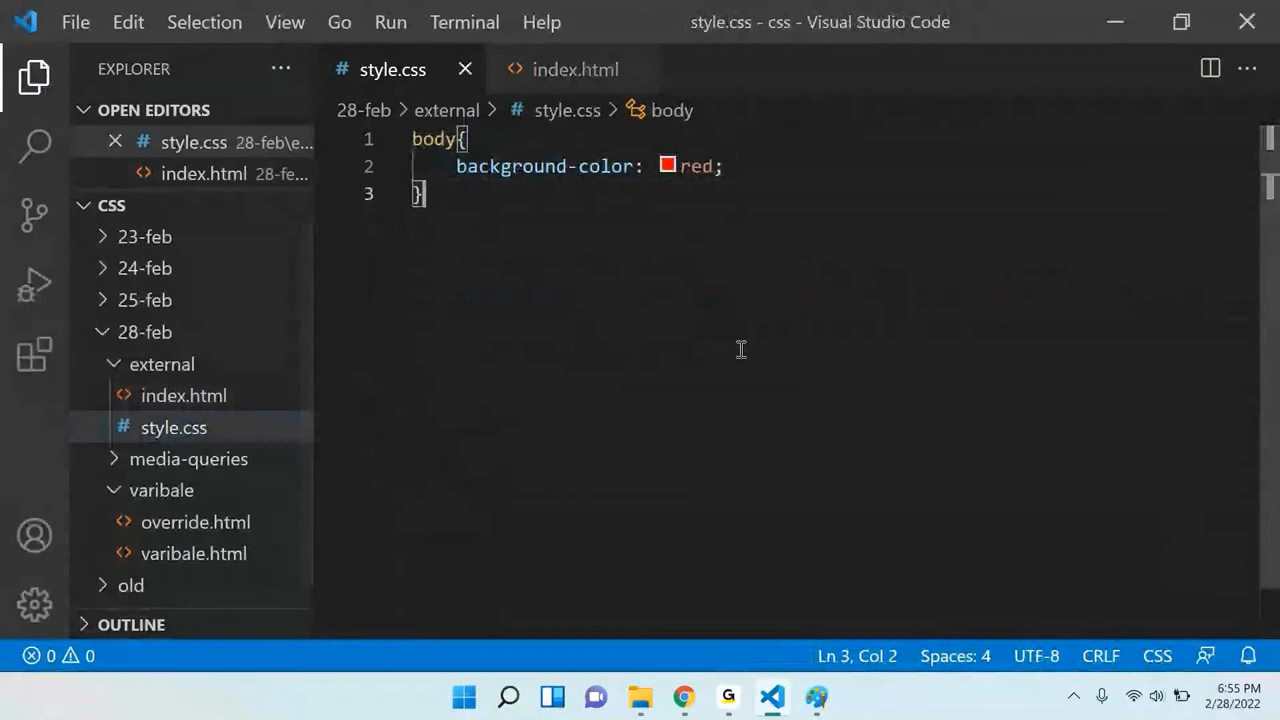 File Edit Selection View Go Run Terminal Help style.css - css - Visual Studio Code
EXPLORER
# style.css
<> index.html
OPEN EDITORS
28-feb > external > # style.css > body
# style.css 28-feb\e...
<> index.html 28-fe...
CSS
23-feb
24-feb
25-feb
28-feb
external
<> index.html
# style.css
media-queries
varibale
<> override.html
<> varibale.html
old
OUTLINE
1 body{
2 background-color: red;
3 }
0 0
Ln 3, Col 2 Spaces: 4 UTF-8 CRLF CSS
G
6:55 PM
2/28/2022